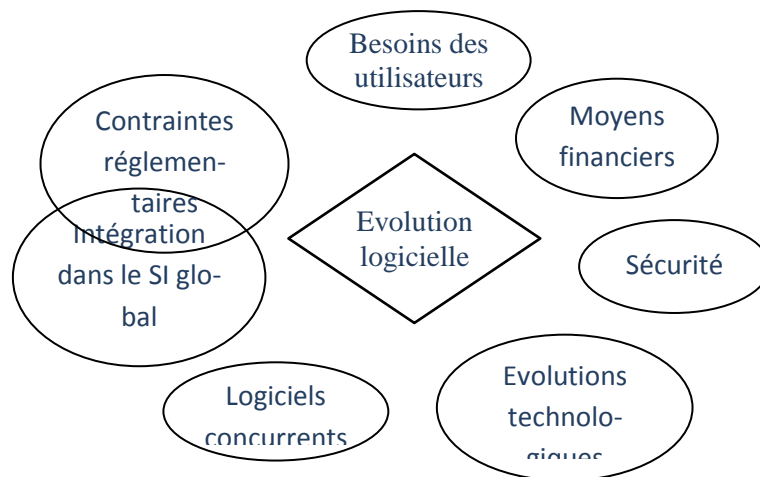 Besoins des
utilisateurs
Moyens
financiers
Contraintes
réglemen-
taires
Evolution
logicielle
Intégration
dans le SI glo-
bal
Sécurité
Evolutions
technolo-
giques
Logiciels
concurrents